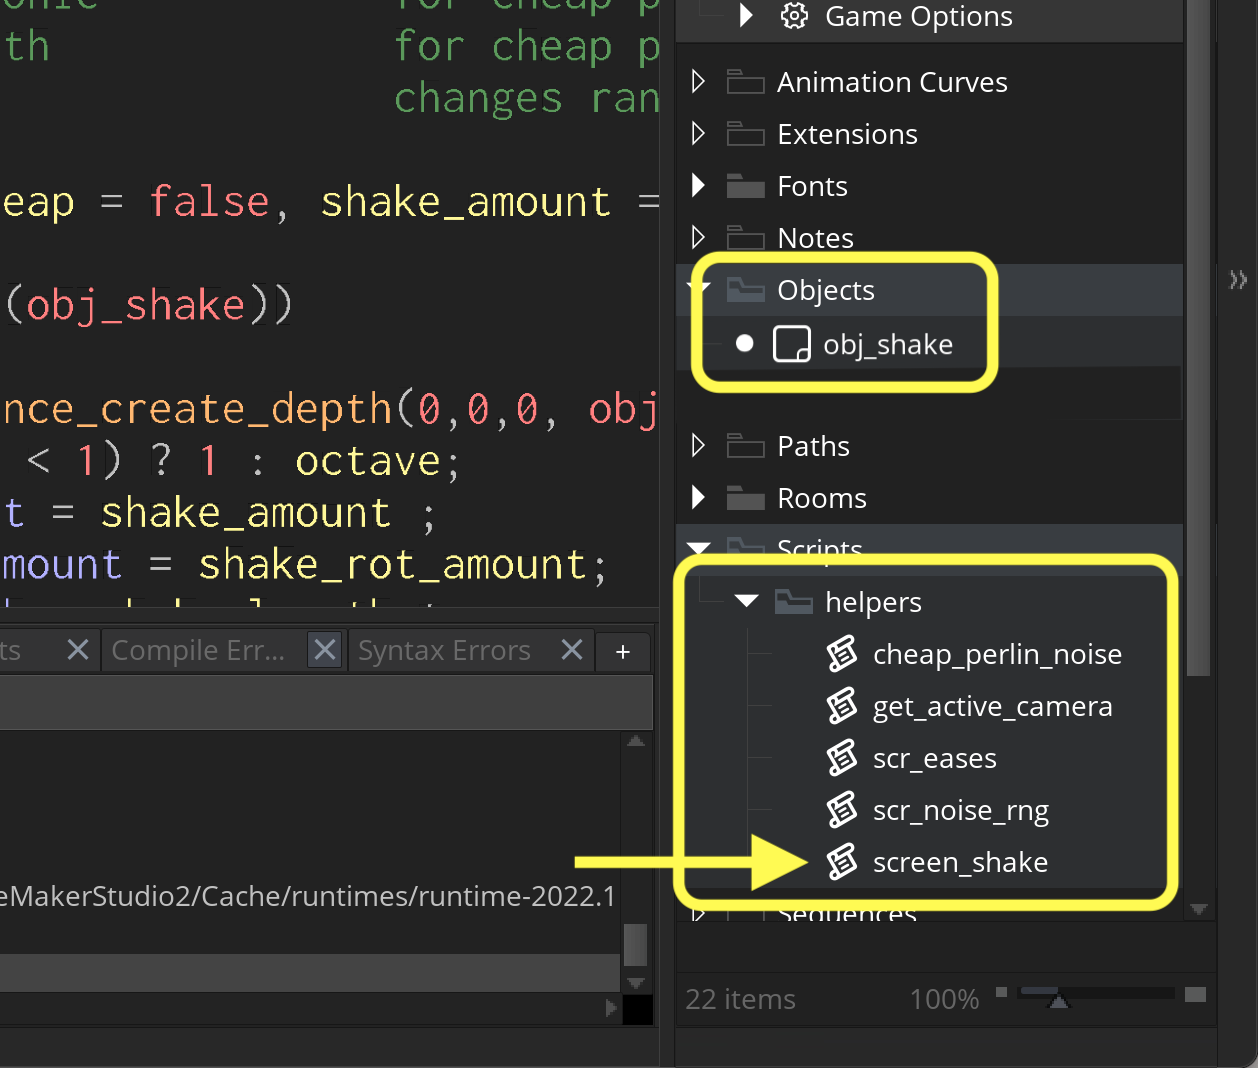 for cheap p
th for cheap p
changes ran
eap = false, shake_amount =
(obj_shake))
nce_create_depth(0,0,0, obj
< 1) ? 1 : octave;
t = shake_amount ;
mount = shake_rot_amount;
ts
Compile Err...
Syntax Errors
+
eMakerStudio2/Cache/runtimes/runtime-2022.1
Game Options
Animation Curves
Extensions
Fonts
Notes
Objects
obj_shake
Paths
Rooms
Scripts
helpers
cheap_perlin_noise
get_active_camera
scr_eases
scr_noise_rng
screen_shake
Sequences
22 items 100%